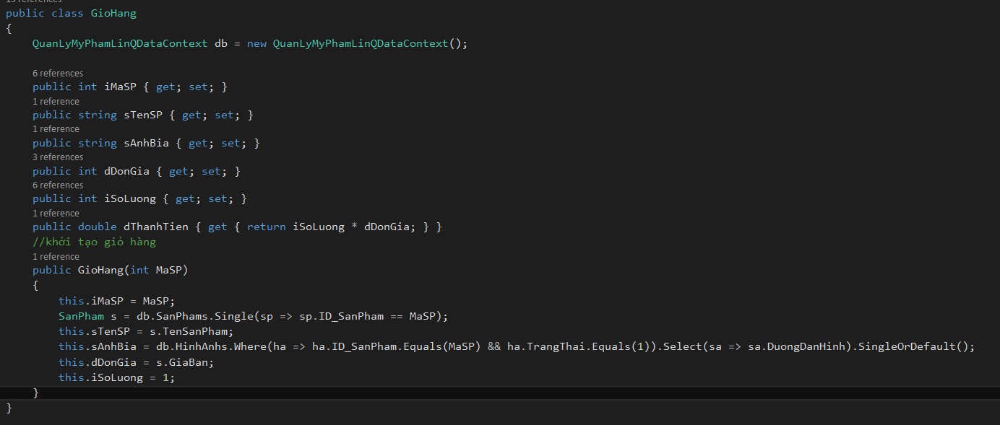 19 references
public class GioHang
{
QuanLyMyPhamLinQDataContext db = new QuanLyMyPhamLinQDataContext();
6 references
public int iMaSP { get; set; }
1 reference
public string sTenSP { get; set; }
1 reference
public string sAnhBia { get; set; }
3 references
public int dDonGia { get; set; }
6 references
public int iSoLuong { get; set; }
1 reference
public double dThanhTien { get { return iSoLuong * dDonGia; } }
//khởi tạo giỏ hàng
1 reference
public GioHang(int MaSP)
{
this.iMaSP = MaSP;
SanPham s = db.SanPhams.Single(sp => sp.ID_SanPham == MaSP);
this.sTenSP = s.TenSanPham;
this.sAnhBia = db.HinhAnhs.Where(ha => ha.ID_SanPham.Equals(MaSP) && ha.TrangThai.Equals(1)).Select(sa => sa.DuongDanHinh).SingleOrDefault();
this.dDonGia = s.GiaBan;
this.iSoLuong = 1;
}
}